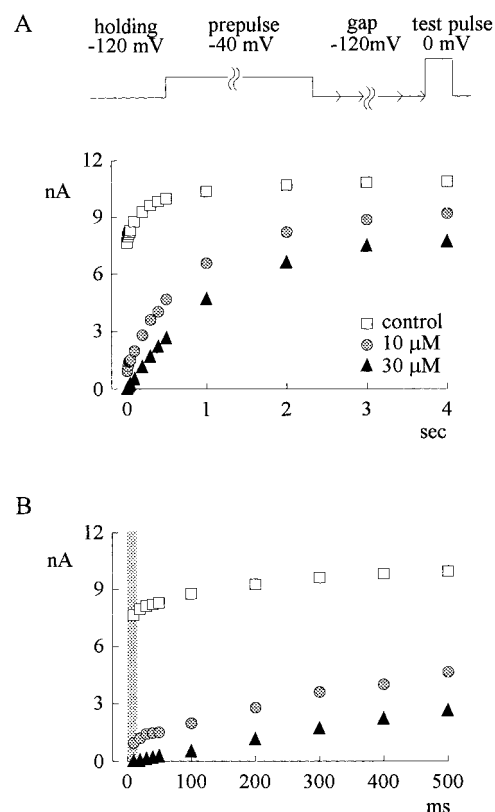 A
holding prepulse gap test pulse
-120 mV -40 mV -120mV 0 mV
12
nA
9
6
3
0
□ control
10 μM
▲ 30 μM
0 1 2 3 4
sec
B
12
nA
9
6
3
0
0 100 200 300 400 500
ms